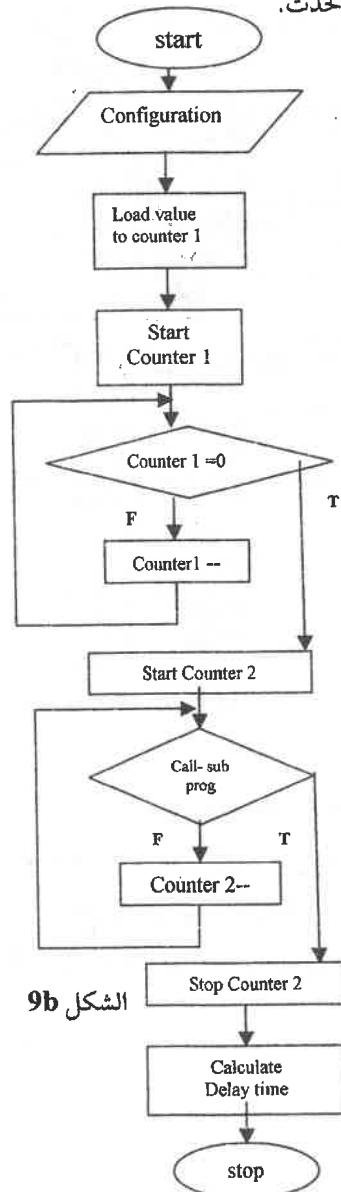 تحدث.
start
Configuration
Load value
to counter 1
Start
Counter 1
Counter 1 =0
T
F
Counter1 --
Start Counter 2
Call- sub
prog
F T
Counter 2--
Stop Counter 2
الشكل 9b
Calculate
Delay time
stop